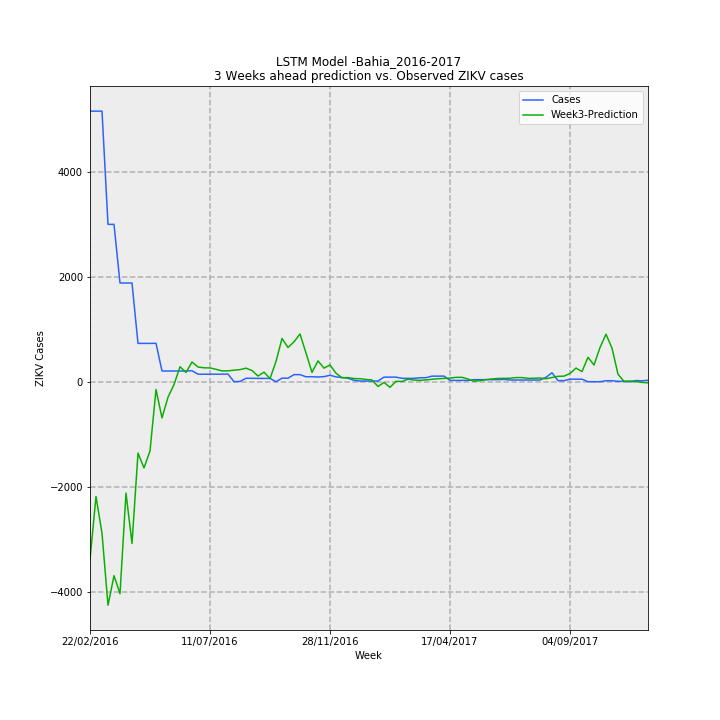 LSTM Model -Bahia_2016-2017
3 Weeks ahead prediction vs. Observed ZIKV cases
Cases
Week3-Prediction
ZIKV Cases
4000
2000
0
−2000
−4000
22/02/2016
11/07/2016
28/11/2016
17/04/2017
04/09/2017
Week